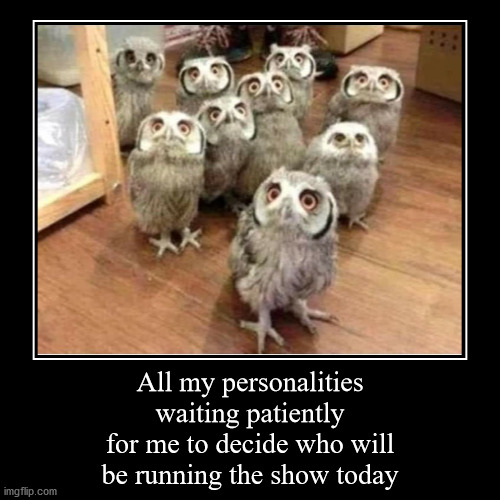 All my personalities
waiting patiently
for me to decide who will
be running the show today
imgflip.com